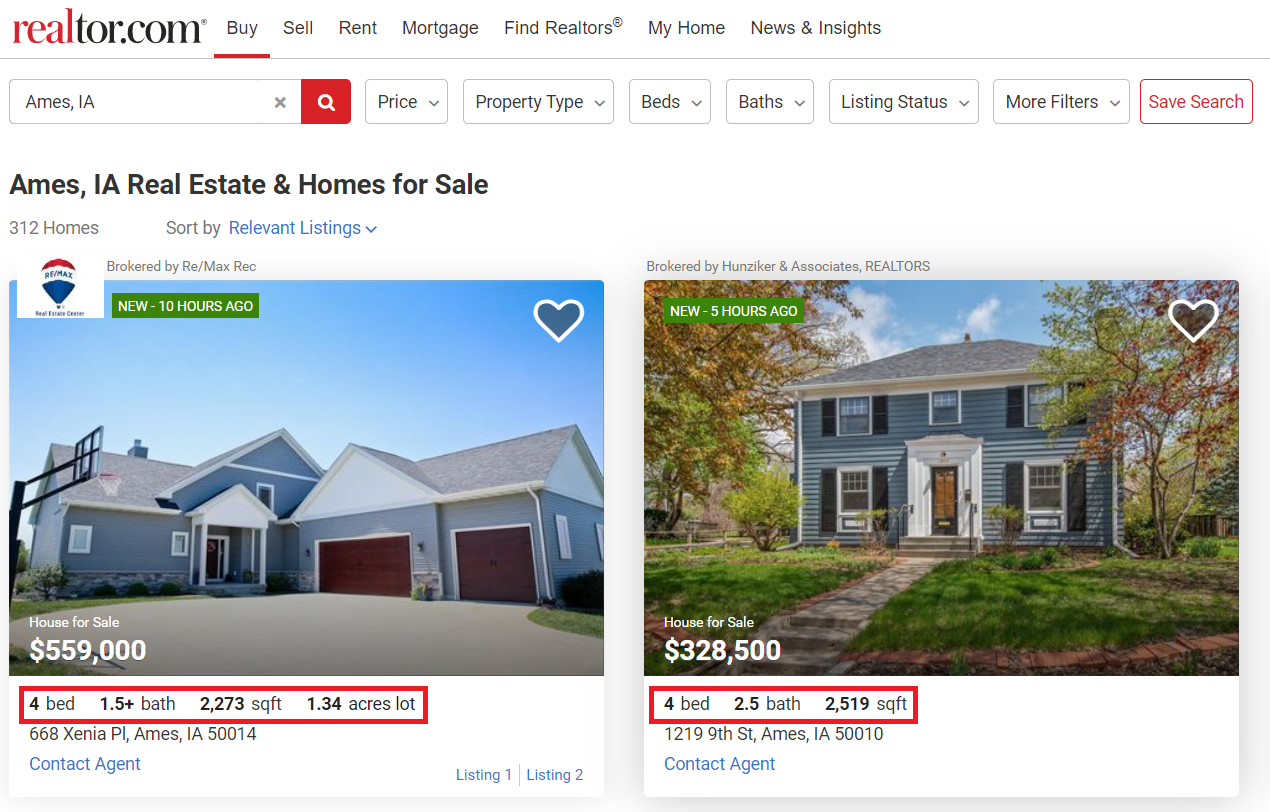 realtor.com® Buy Sell Rent Mortgage Find Realtors® My Home News & Insights
Ames, IA × Price Property Type Beds Baths Listing Status More Filters Save Search
Ames, IA Real Estate & Homes for Sale
312 Homes Sort by Relevant Listings
RE/MAX
Real Estate Center
Brokered by Re/Max Rec
NEW - 10 HOURS AGO
House for Sale
$559,000
4 bed 1.5+ bath 2,273 sqft 1.34 acres lot
668 Xenia Pl, Ames, IA 50014
Contact Agent
Listing 1 Listing 2
Brokered by Hunziker & Associates, REALTORS
NEW - 5 HOURS AGO
House for Sale
$328,500
4 bed 2.5 bath 2,519 sqft
1219 9th St, Ames, IA 50010
Contact Agent